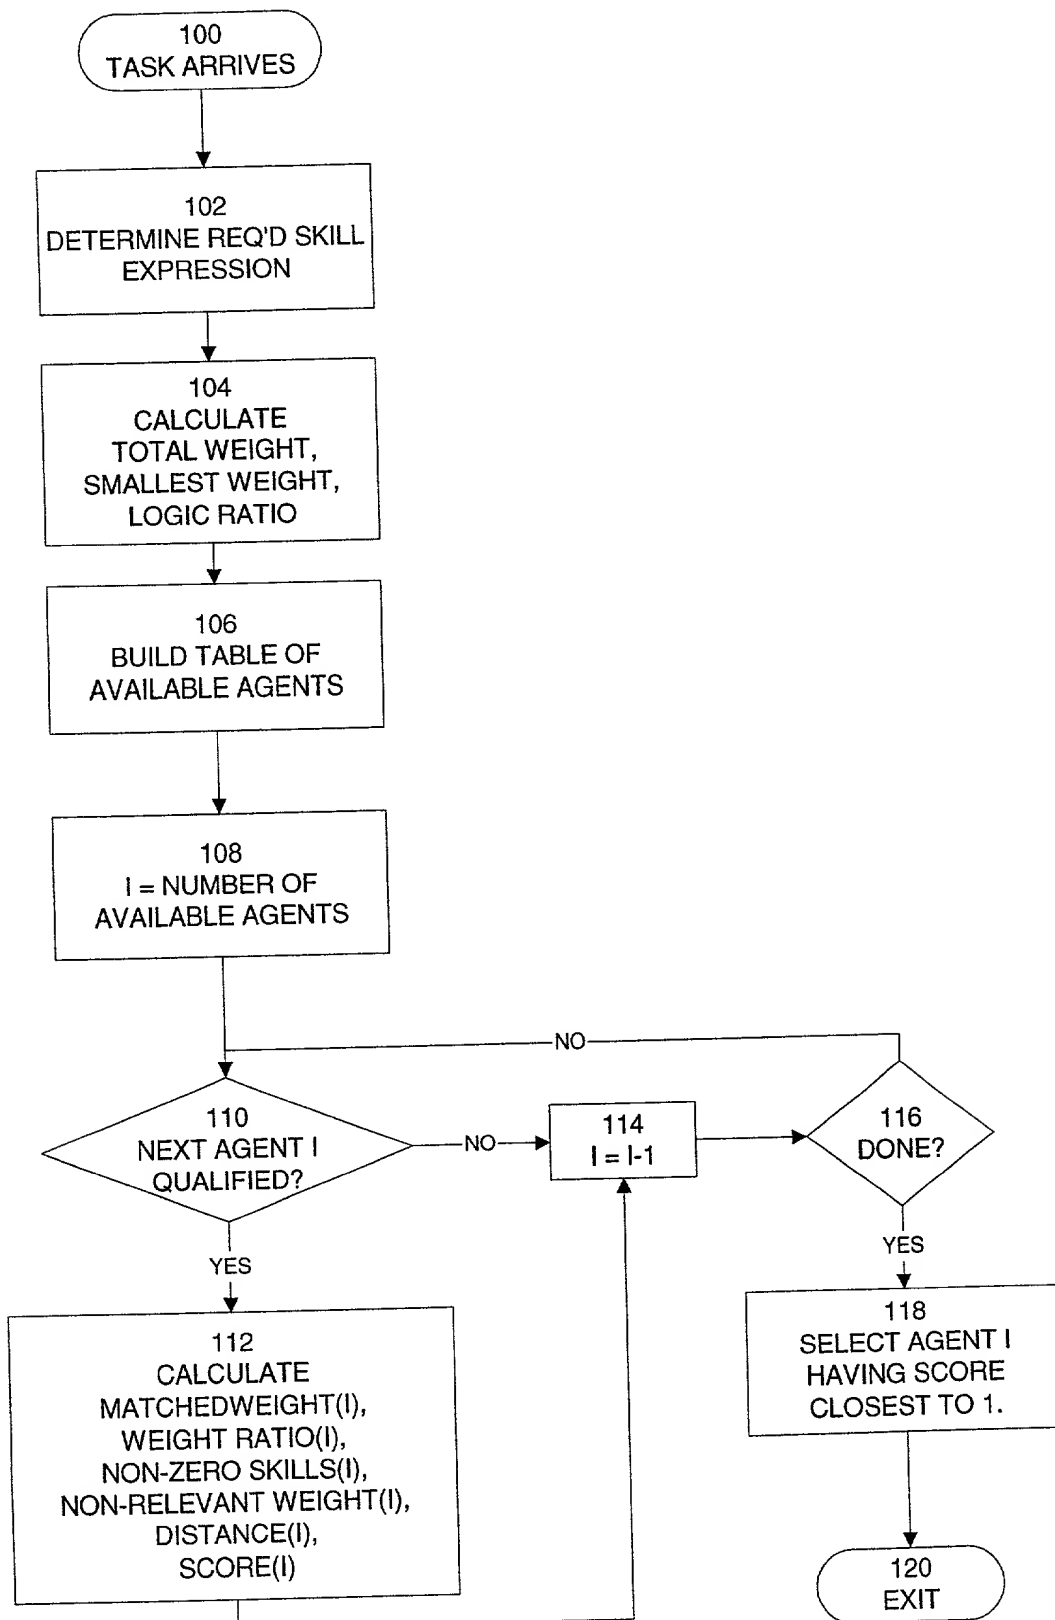 100
TASK ARRIVES
102
DETERMINE REQ'D SKILL
EXPRESSION
104
CALCULATE
TOTAL WEIGHT,
SMALLEST WEIGHT,
LOGIC RATIO
106
BUILD TABLE OF
AVAILABLE AGENTS
108
I = NUMBER OF
AVAILABLE AGENTS
NO
110
NEXT AGENT I
QUALIFIED?
NO
114
I = I-1
116
DONE?
YES
YES
112
CALCULATE
MATCHEDWEIGHT(I),
WEIGHT RATIO(I),
NON-ZERO SKILLS(I),
NON-RELEVANT WEIGHT(I),
DISTANCE(I),
SCORE(I)
118
SELECT AGENT I
HAVING SCORE
CLOSEST TO 1.
120
EXIT